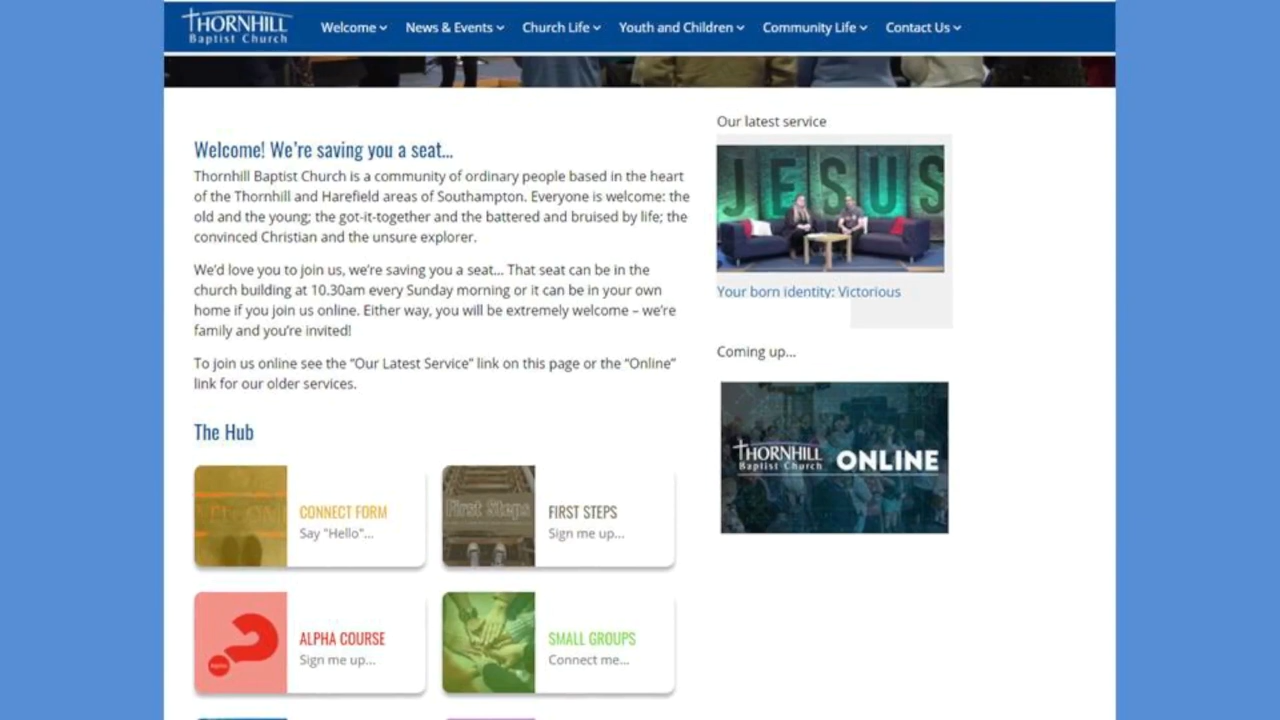 THORNHILL
Baptist Church
Welcome
News & Events
Church Life
Youth and Children
Community Life
Contact Us
Welcome! We're saving you a seat...
Thornhill Baptist Church is a community of ordinary people based in the heart
of the Thornhill and Harefield areas of Southampton. Everyone is welcome: the
old and the young; the got-it-together and the battered and bruised by life; the
convinced Christian and the unsure explorer.
We'd love you to join us, we're saving you a seat... That seat can be in the
church building at 10.30am every Sunday morning or it can be in your own
home if you join us online. Either way, you will be extremely welcome – we're
family and you're invited!
To join us online see the "Our Latest Service" link on this page or the "Online"
link for our older services.
The Hub
CONNECT FORM
Say "Hello"...
First Steps
FIRST STEPS
Sign me up...
Alpha
ALPHA COURSE
Sign me up...
SMALL GROUPS
Connect me...
Our latest service
JESUS
Your born identity: Victorious
Coming up...
THORNHILL
Baptist Church
ONLINE